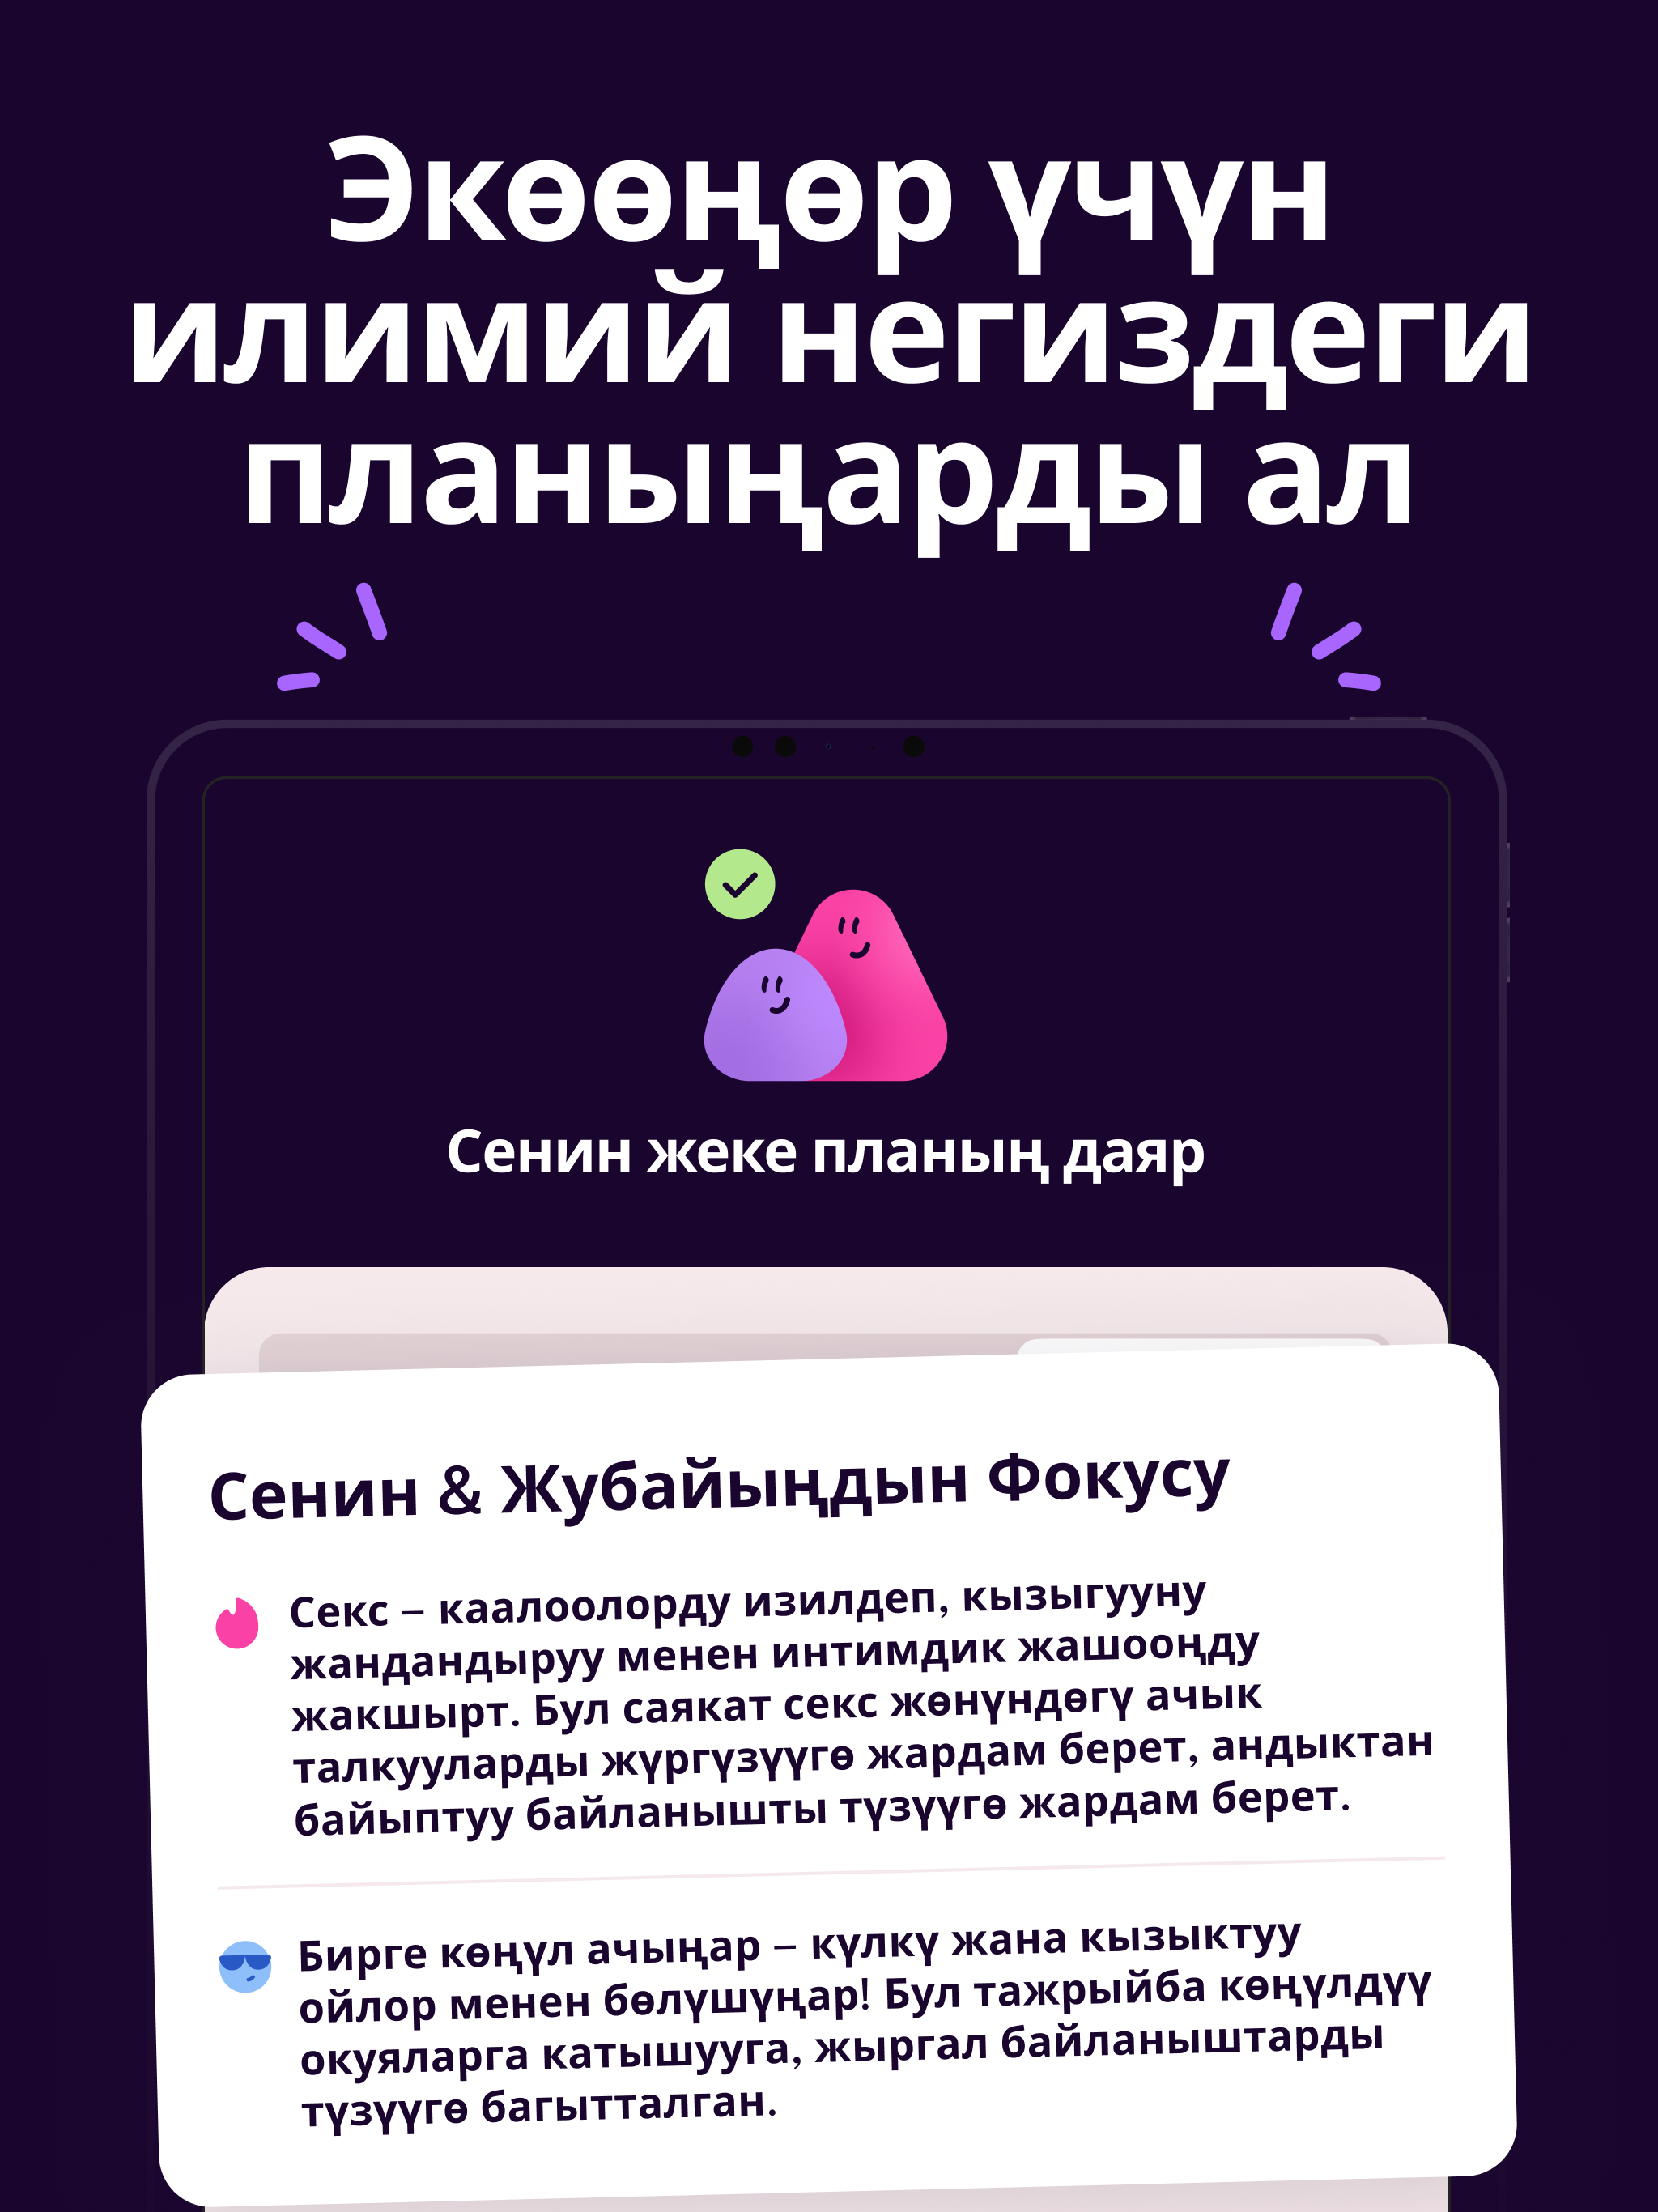 Экөөңөр үчүн
илимий негиздеги
планыңарды ал
Сенин жеке планың даяр
Сенин & Жубайыңдын Фокусу
Секс – каалоолорду изилдеп, кызыгууну
жандандыруу менен интимдик жашооңду
жакшырт. Бул саякат секс жөнүндөгү ачык
талкууларды жүргүзүүгө жардам берет, андыктан
байыптуу байланышты түзүүгө жардам берет.
Бирге көңүл ачыңар – күлкү жана кызыктуу
ойлор менен бөлүшүңар! Бул тажрыйба көңүлдүү
окуяларга катышууга, жыргал байланыштарды
түзүүгө багытталган.